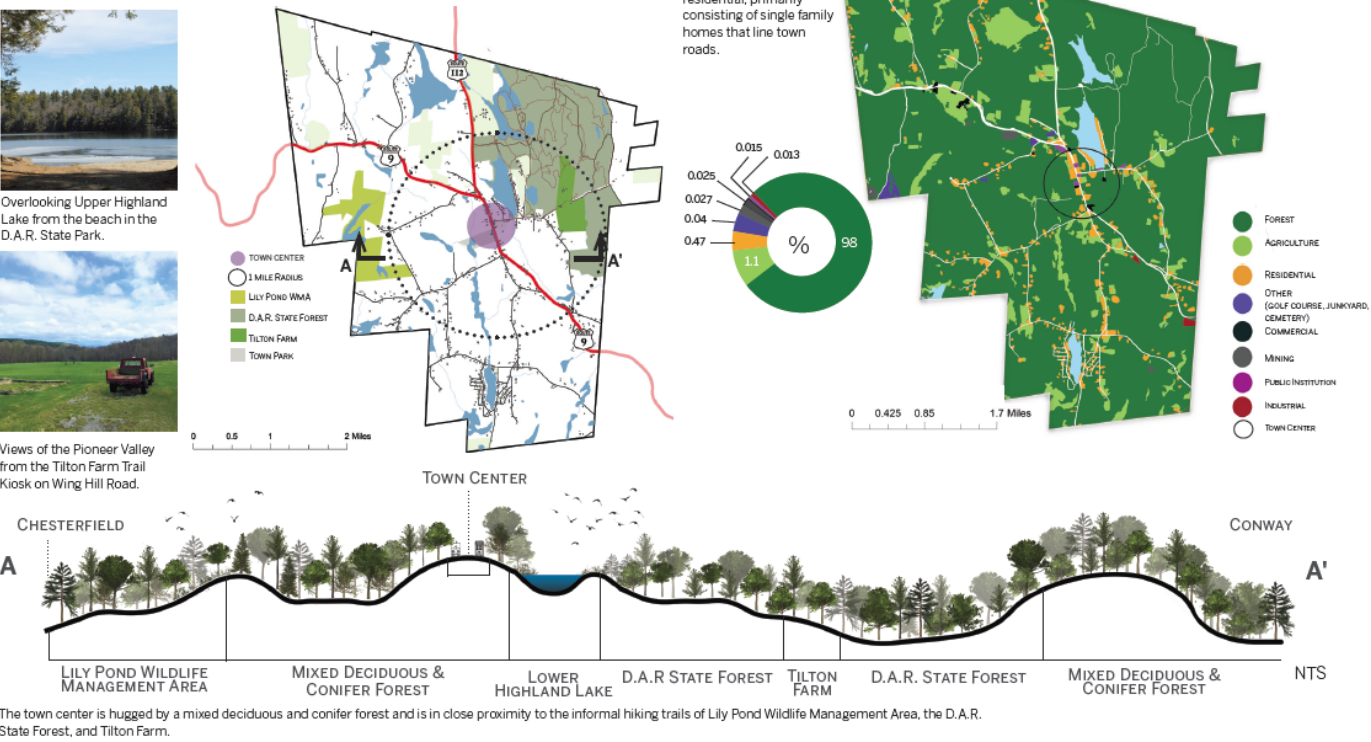 residential, primarily
consisting of single family
homes that line town
roads.
112
9
A
A'
9
TOWN CENTER
1 MILE RADIUS
LILY POND WMA
D.A.R. STATE FOREST
TILTON FARM
TOWN PARK
0 0.5 1 2 Miles
Overlooking Upper Highland
Lake from the beach in the
D.A.R. State Park.
Views of the Pioneer Valley
from the Tilton Farm Trail
Kiosk on Wing Hill Road.
0.015
0.013
0.025
0.027
0.04
0.47
1.1
%
98
FOREST
AGRICULTURE
RESIDENTIAL
OTHER
(GOLF COURSE, JUNKYARD,
CEMETERY)
COMMERCIAL
MINING
PUBLIC INSTITUTION
INDUSTRIAL
TOWN CENTER
0 0.425 0.85 1.7 Miles
TOWN CENTER
CHESTERFIELD
CONWAY
A
A'
LILY POND WILDLIFE
MANAGEMENT AREA
MIXED DECIDUOUS &
CONIFER FOREST
LOWER
HIGHLAND LAKE
D.A.R STATE FOREST
TILTON
FARM
D.A.R. STATE FOREST
MIXED DECIDUOUS &
CONIFER FOREST
NTS
The town center is hugged by a mixed deciduous and conifer forest and is in close proximity to the informal hiking trails of Lily Pond Wildlife Management Area, the D.A.R.
State Forest, and Tilton Farm.